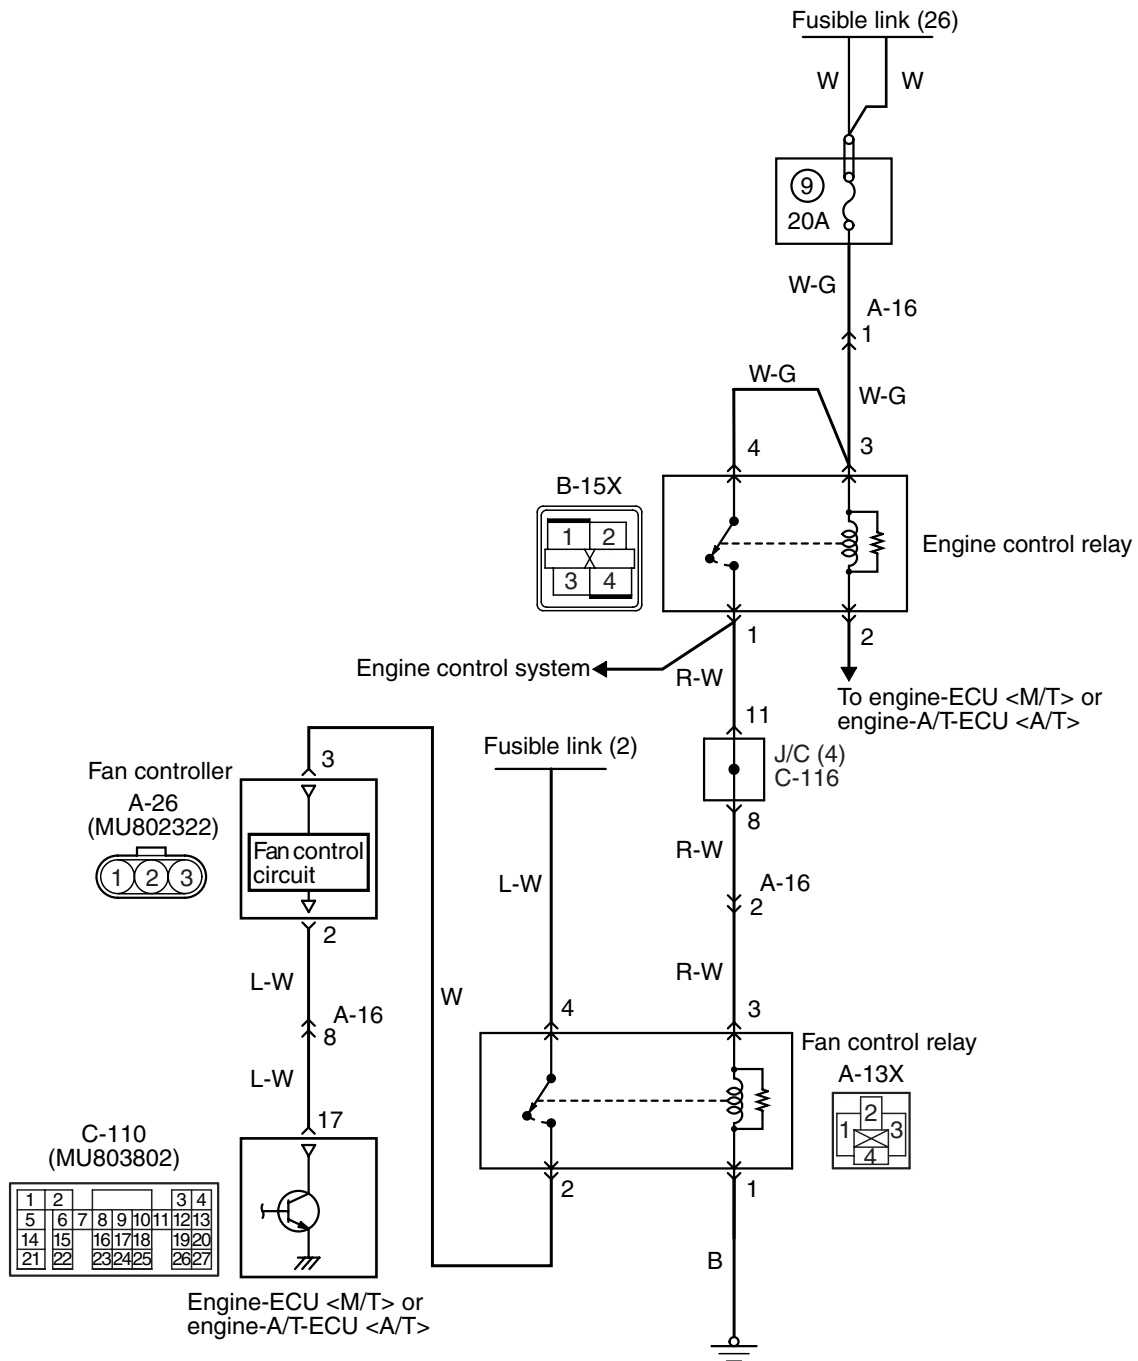 Fusible link (26)
W
W
9
20A
W-G
A-16
1
W-G
W-G
4
3
B-15X
1 2
3 4
Engine control relay
1
2
Engine control system
R-W
To engine-ECU <M/T> or
engine-A/T-ECU <A/T>
11
J/C (4)
C-116
8
Fusible link (2)
3
Fan controller
A-26
(MU802322)
1 2 3
Fan control
circuit
R-W
L-W
A-16
2
2
L-W
R-W
W
A-16
8
4
3
Fan control relay
A-13X
2
1 3
4
L-W
17
C-110
(MU803802)
1 2 3 4
5 6 7 8 9 10 11 12 13
14 15 16 17 18 19 20
21 22 23 24 25 26 27
2
1
B
Engine-ECU <M/T> or
engine-A/T-ECU <A/T>